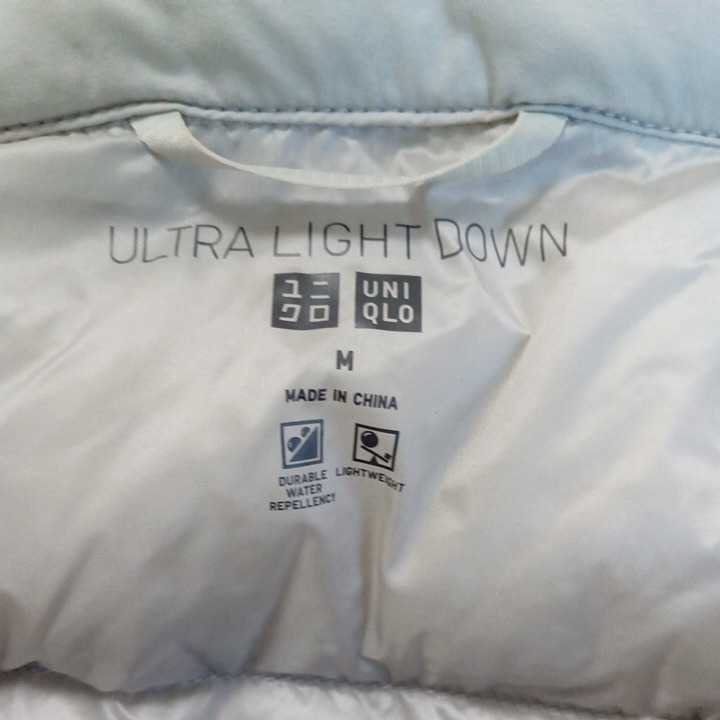 ULTRA LIGHT DOWN
ユニ UNI
クロ QLO
M
MADE IN CHINA
DURABLE LIGHTWEIGHT
WATER
REPELLENCY